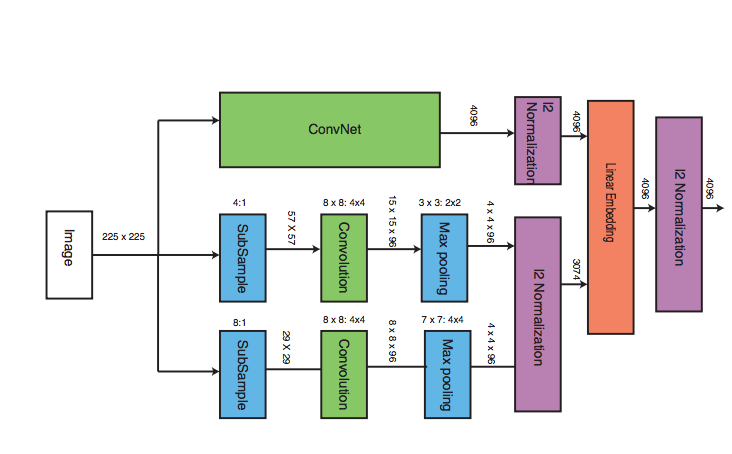 ConvNet
4096
l2 Normalization
4096
Linear Embedding
4096
l2 Normalization
4096
Image
225 x 225
4:1
SubSample
57 X 57
8 x 8: 4x4
Convolution
15 x 15 x 96
3 x 3: 2x2
Max pooling
4 x 4 x 96
l2 Normalization
3074
8:1
SubSample
29 X 29
8 x 8: 4x4
Convolution
8 x 8 x 96
7 x 7: 4x4
Max pooling
4 x 4 x 96